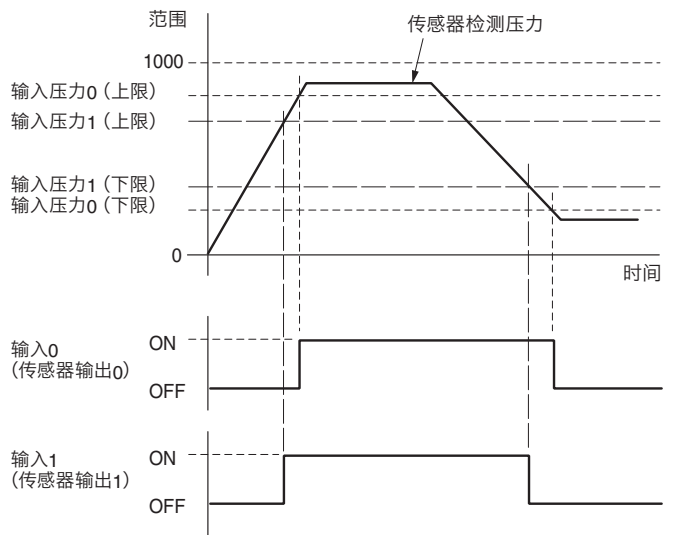 范围
传感器检测压力
1000
输入压力0（上限）
输入压力1（上限）
输入压力1（下限）
输入压力0（下限）
0
时间
输入0
（传感器输出0）
ON
OFF
输入1
（传感器输出1）
ON
OFF